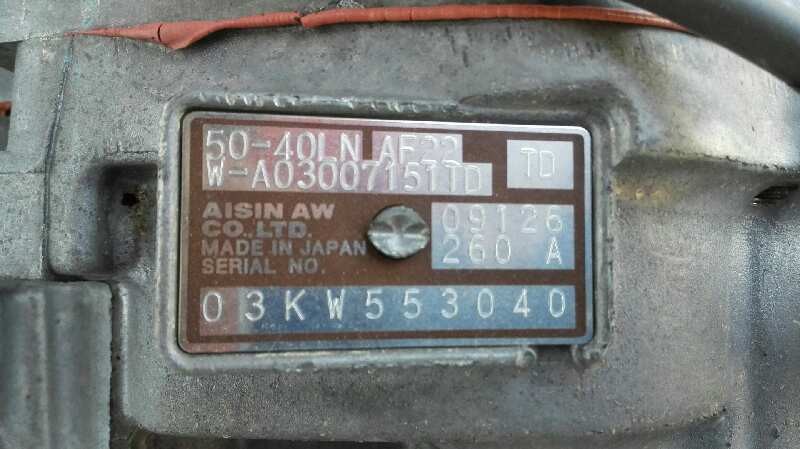 50-40LN AF22
TD
W-A03007151TD
AISIN AW
CO.,LTD.
MADE IN JAPAN
SERIAL NO.
09126
260 A
03KW553040